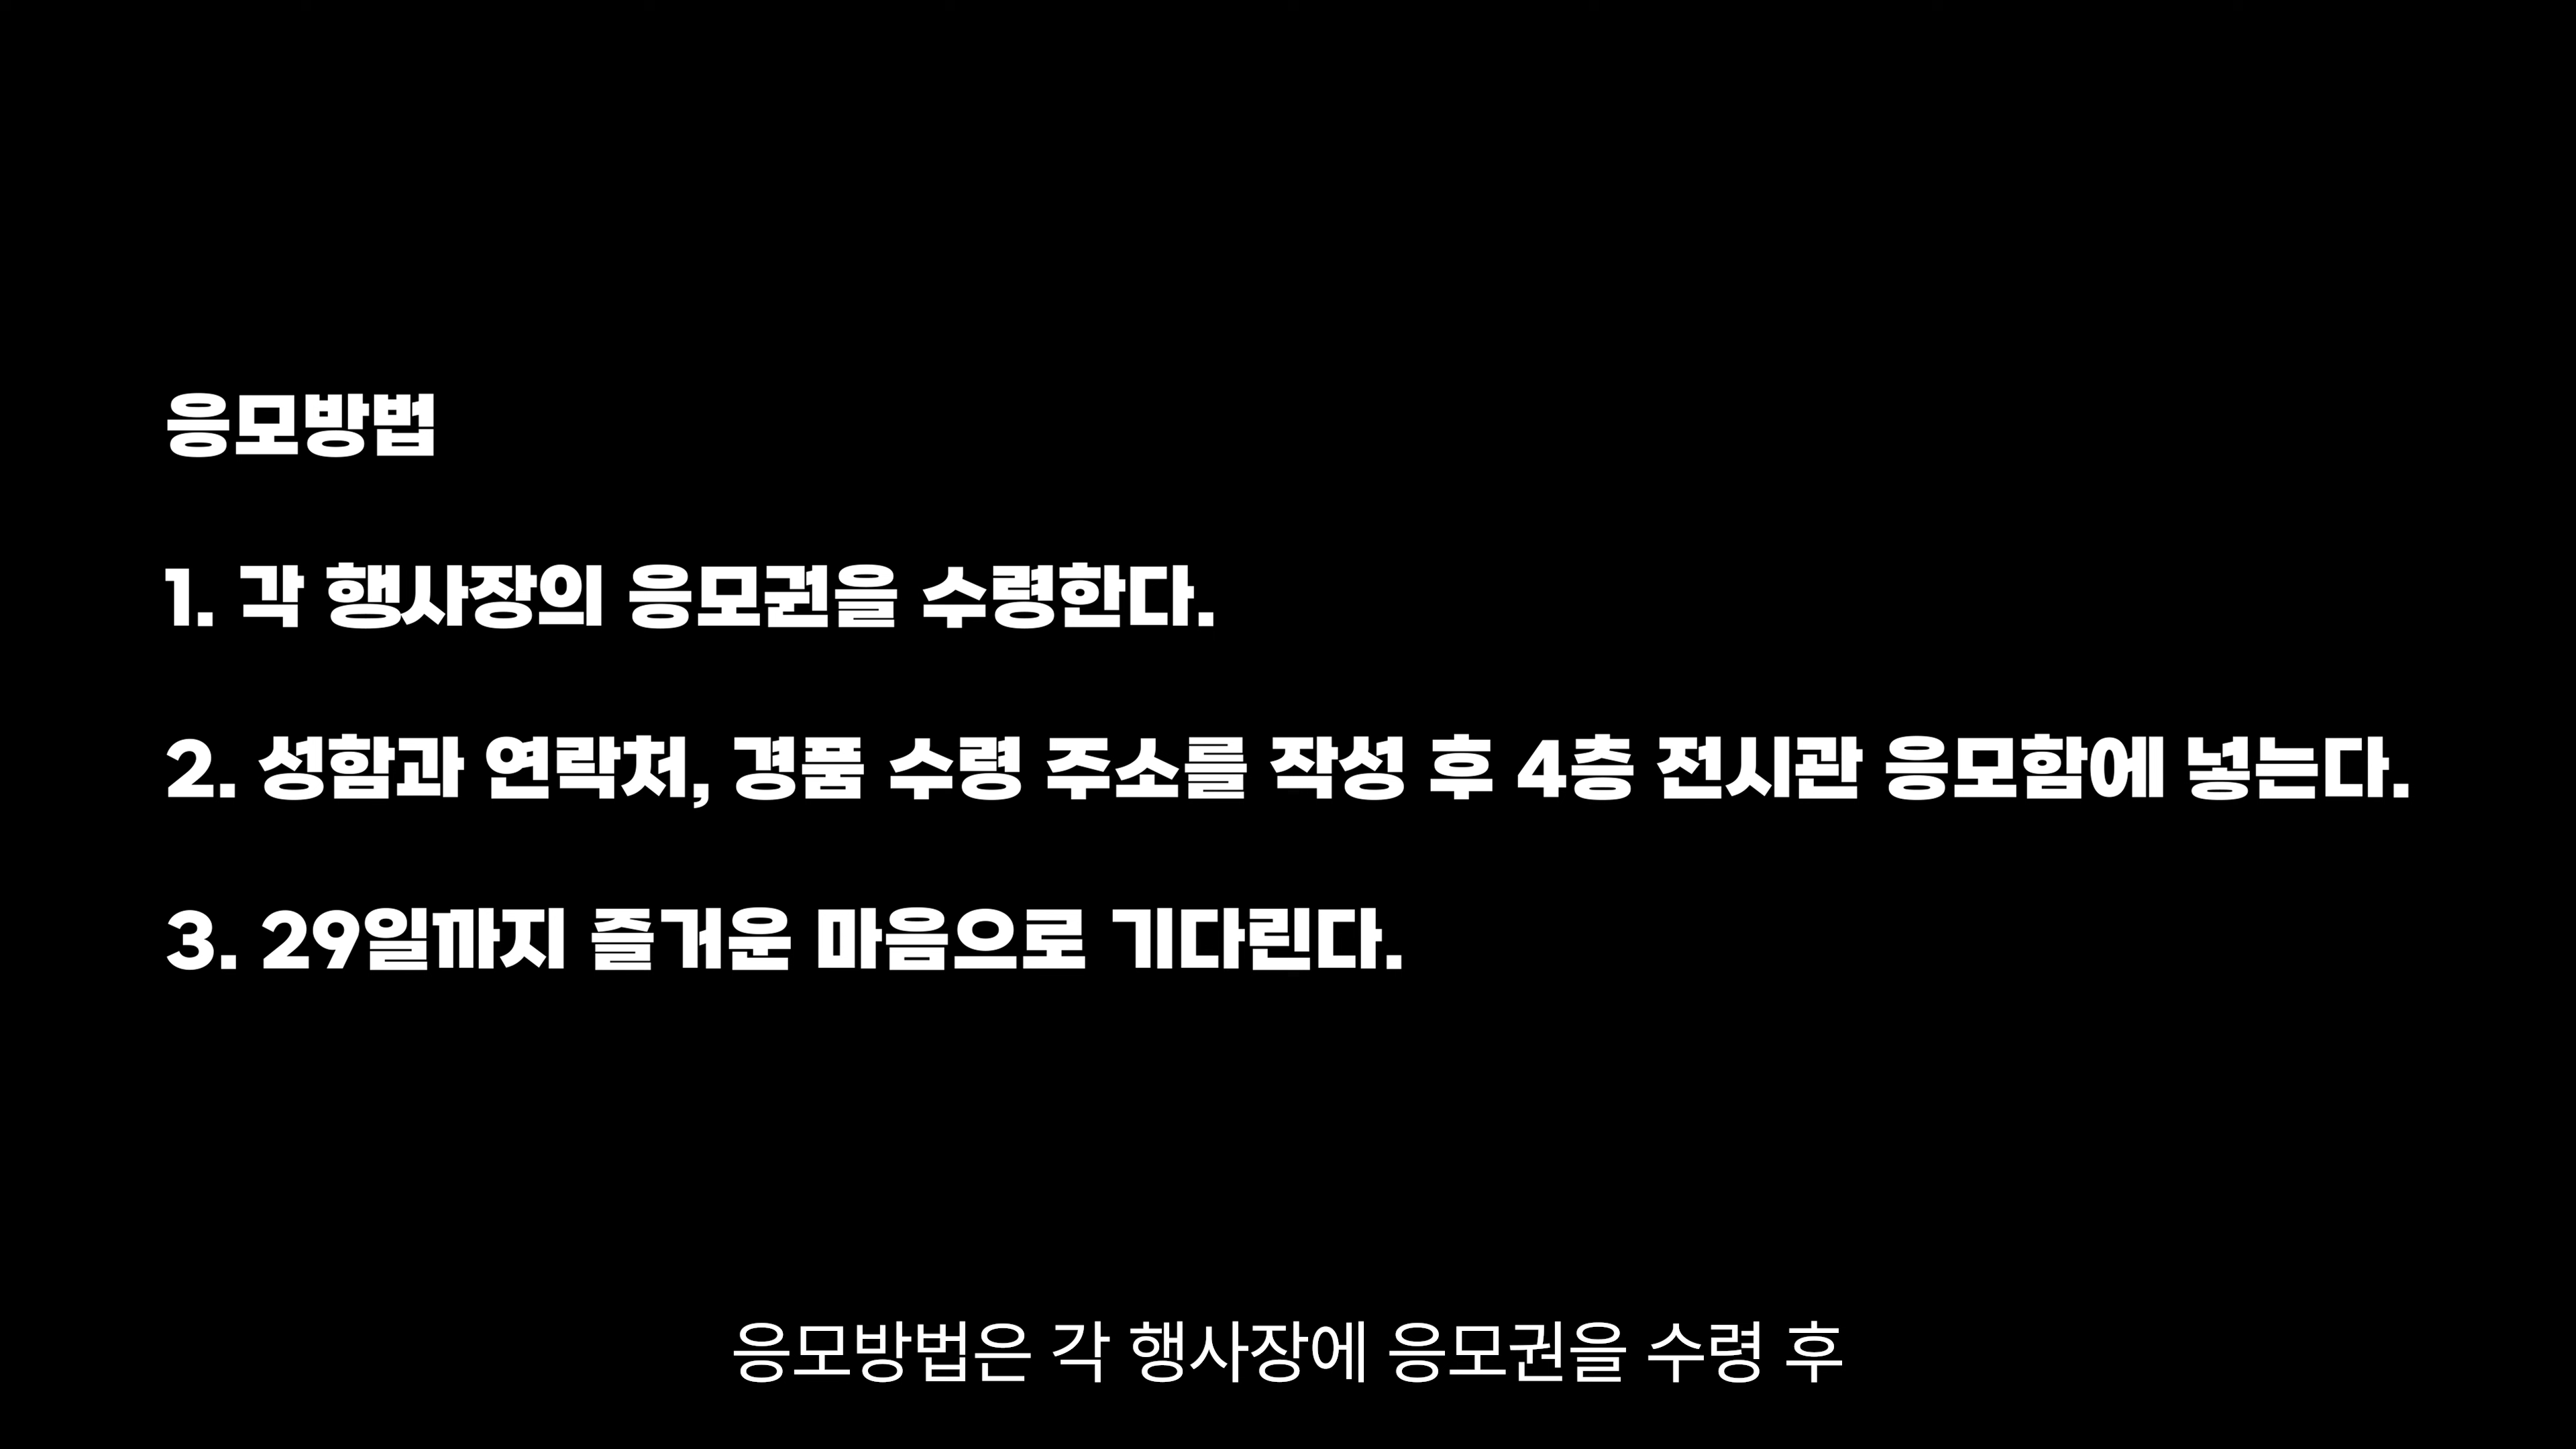 응모방법
1. 각 행사장의 응모권을 수령한다.
2. 성함과 연락처, 경품 수령 주소를 작성 후 4층 전시관 응모함에 넣는다.
3. 29일까지 즐거운 마음으로 기다린다.
응모방법은 각 행사장에 응모권을 수령 후